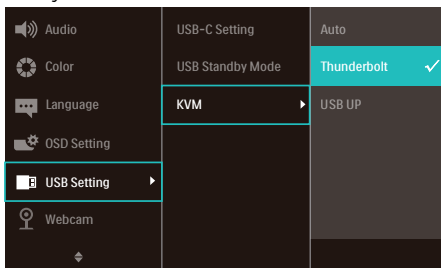 Audio
Color
Language
OSD Setting
USB Setting
Webcam
USB-C Setting
USB Standby Mode
KVM
Auto
Thunderbolt
USB UP